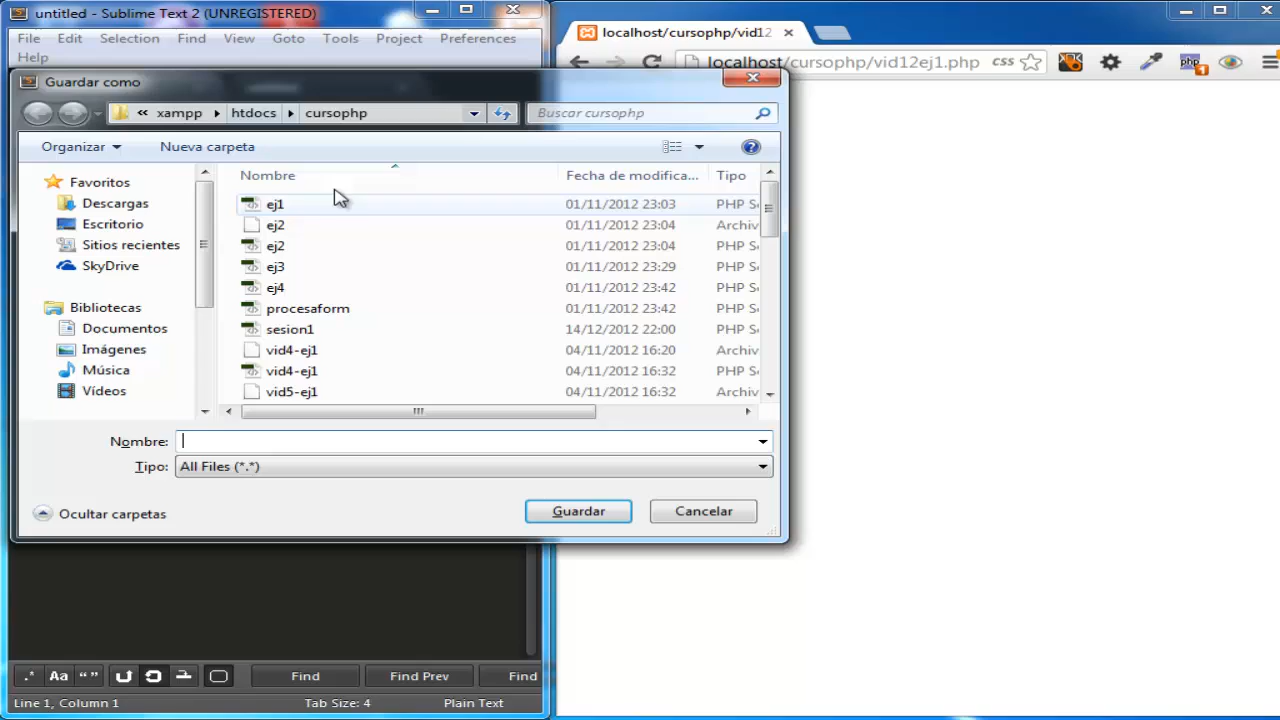 untitled - Sublime Text 2 (UNREGISTERED)
File Edit Selection Find View Goto Tools Project Preferences
Help
localhost/cursophp/vid12
localhost/cursophp/vid12ej1.php
css
php
1
Guardar como
« xampp htdocs cursophp
Buscar cursophp
Organizar Nueva carpeta
Nombre Fecha de modifica... Tipo
Favoritos
Descargas
Escritorio
Sitios recientes
SkyDrive
Bibliotecas
Documentos
Imágenes
Música
Vídeos
ej1 01/11/2012 23:03 PHP S
ej2 01/11/2012 23:04 Archiv
ej2 01/11/2012 23:04 PHP S
ej3 01/11/2012 23:29 PHP S
ej4 01/11/2012 23:42 PHP S
procesaform 01/11/2012 23:42 PHP S
sesion1 14/12/2012 22:00 PHP S
vid4-ej1 04/11/2012 16:20 Archiv
vid4-ej1 04/11/2012 16:32 PHP S
vid5-ej1 04/11/2012 16:32 Archiv
Nombre:
Tipo: All Files (*.*)
Ocultar carpetas
Guardar Cancelar
.* Aa “ ” Find Find Prev Find
Line 1, Column 1 Tab Size: 4 Plain Text